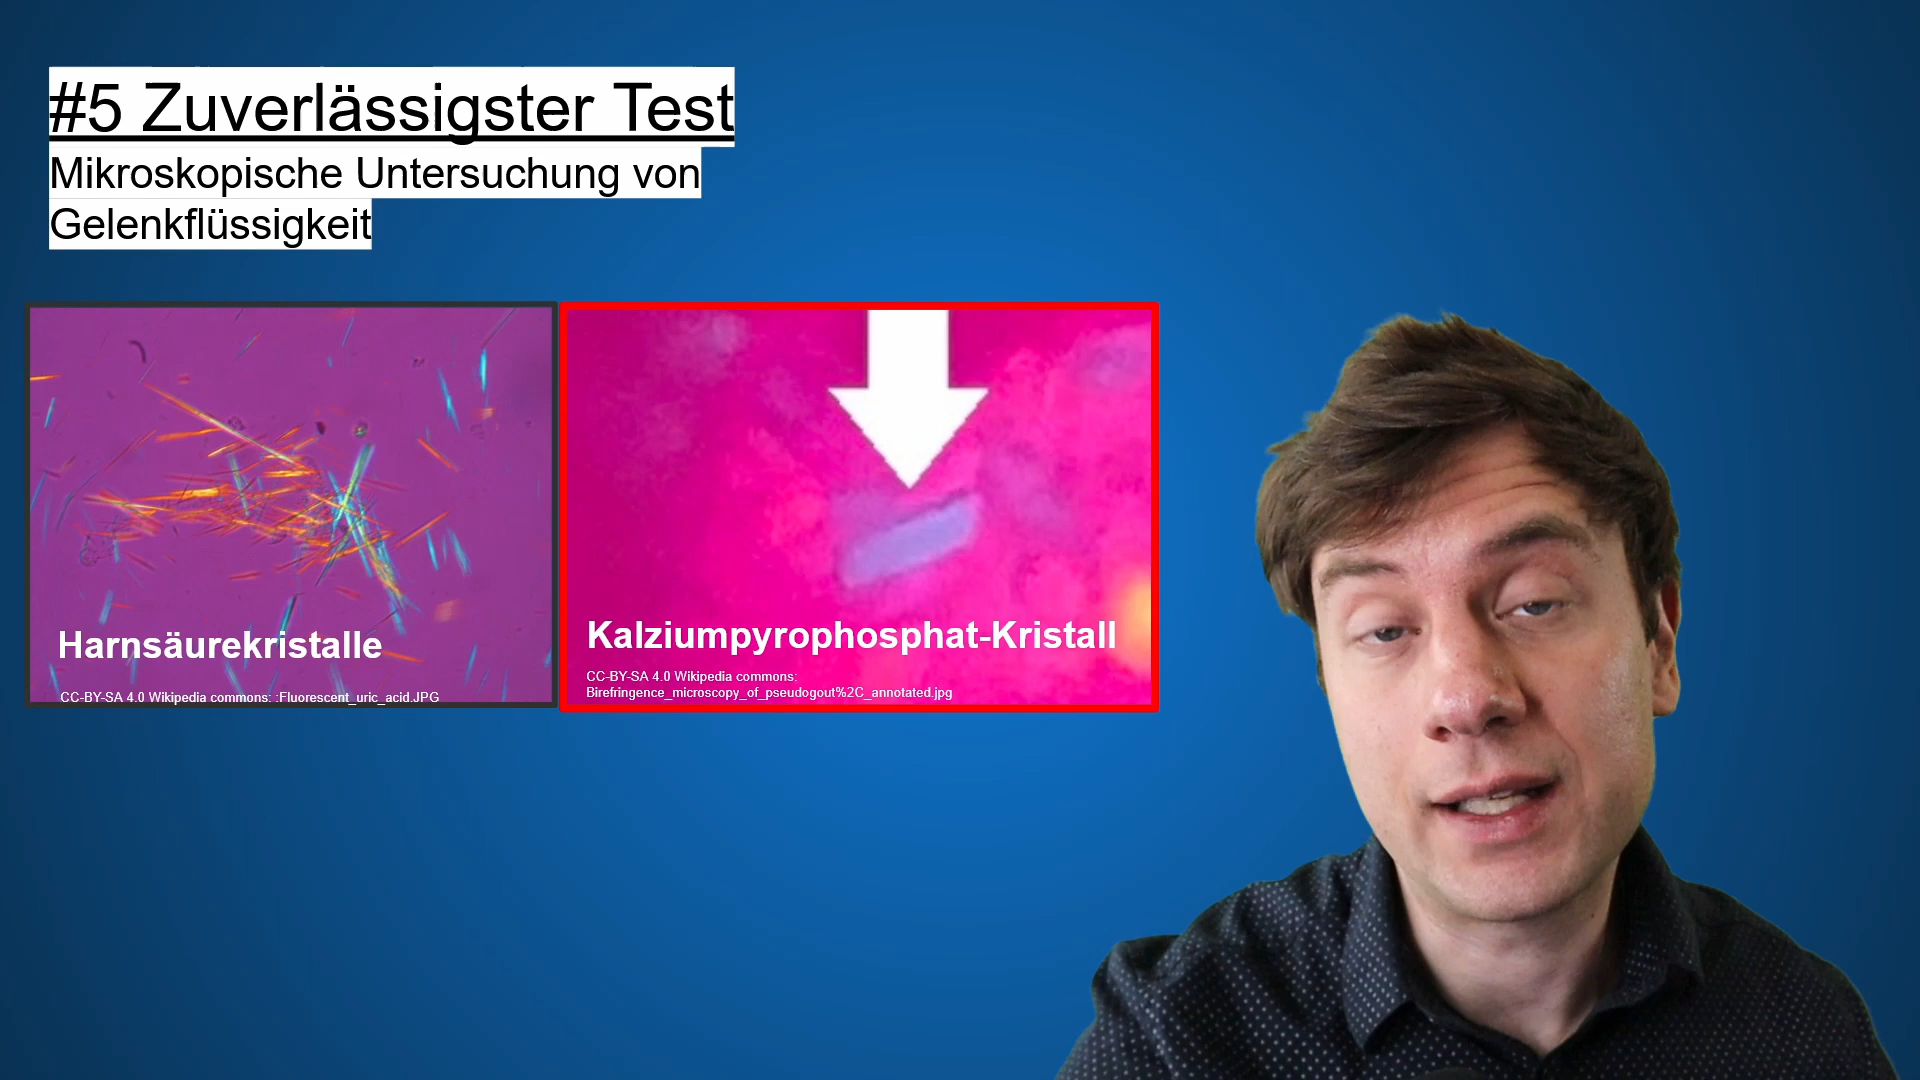 #5 Zuverlässigster Test
Mikroskopische Untersuchung von
Gelenkflüssigkeit
Harnsäurekristalle
CC-BY-SA 4.0 Wikipedia commons: :Fluorescent_uric_acid.JPG
Kalziumpyrophosphat-Kristall
CC-BY-SA 4.0 Wikipedia commons:
Birefringence_microscopy_of_pseudogout%2C_annotated.jpg